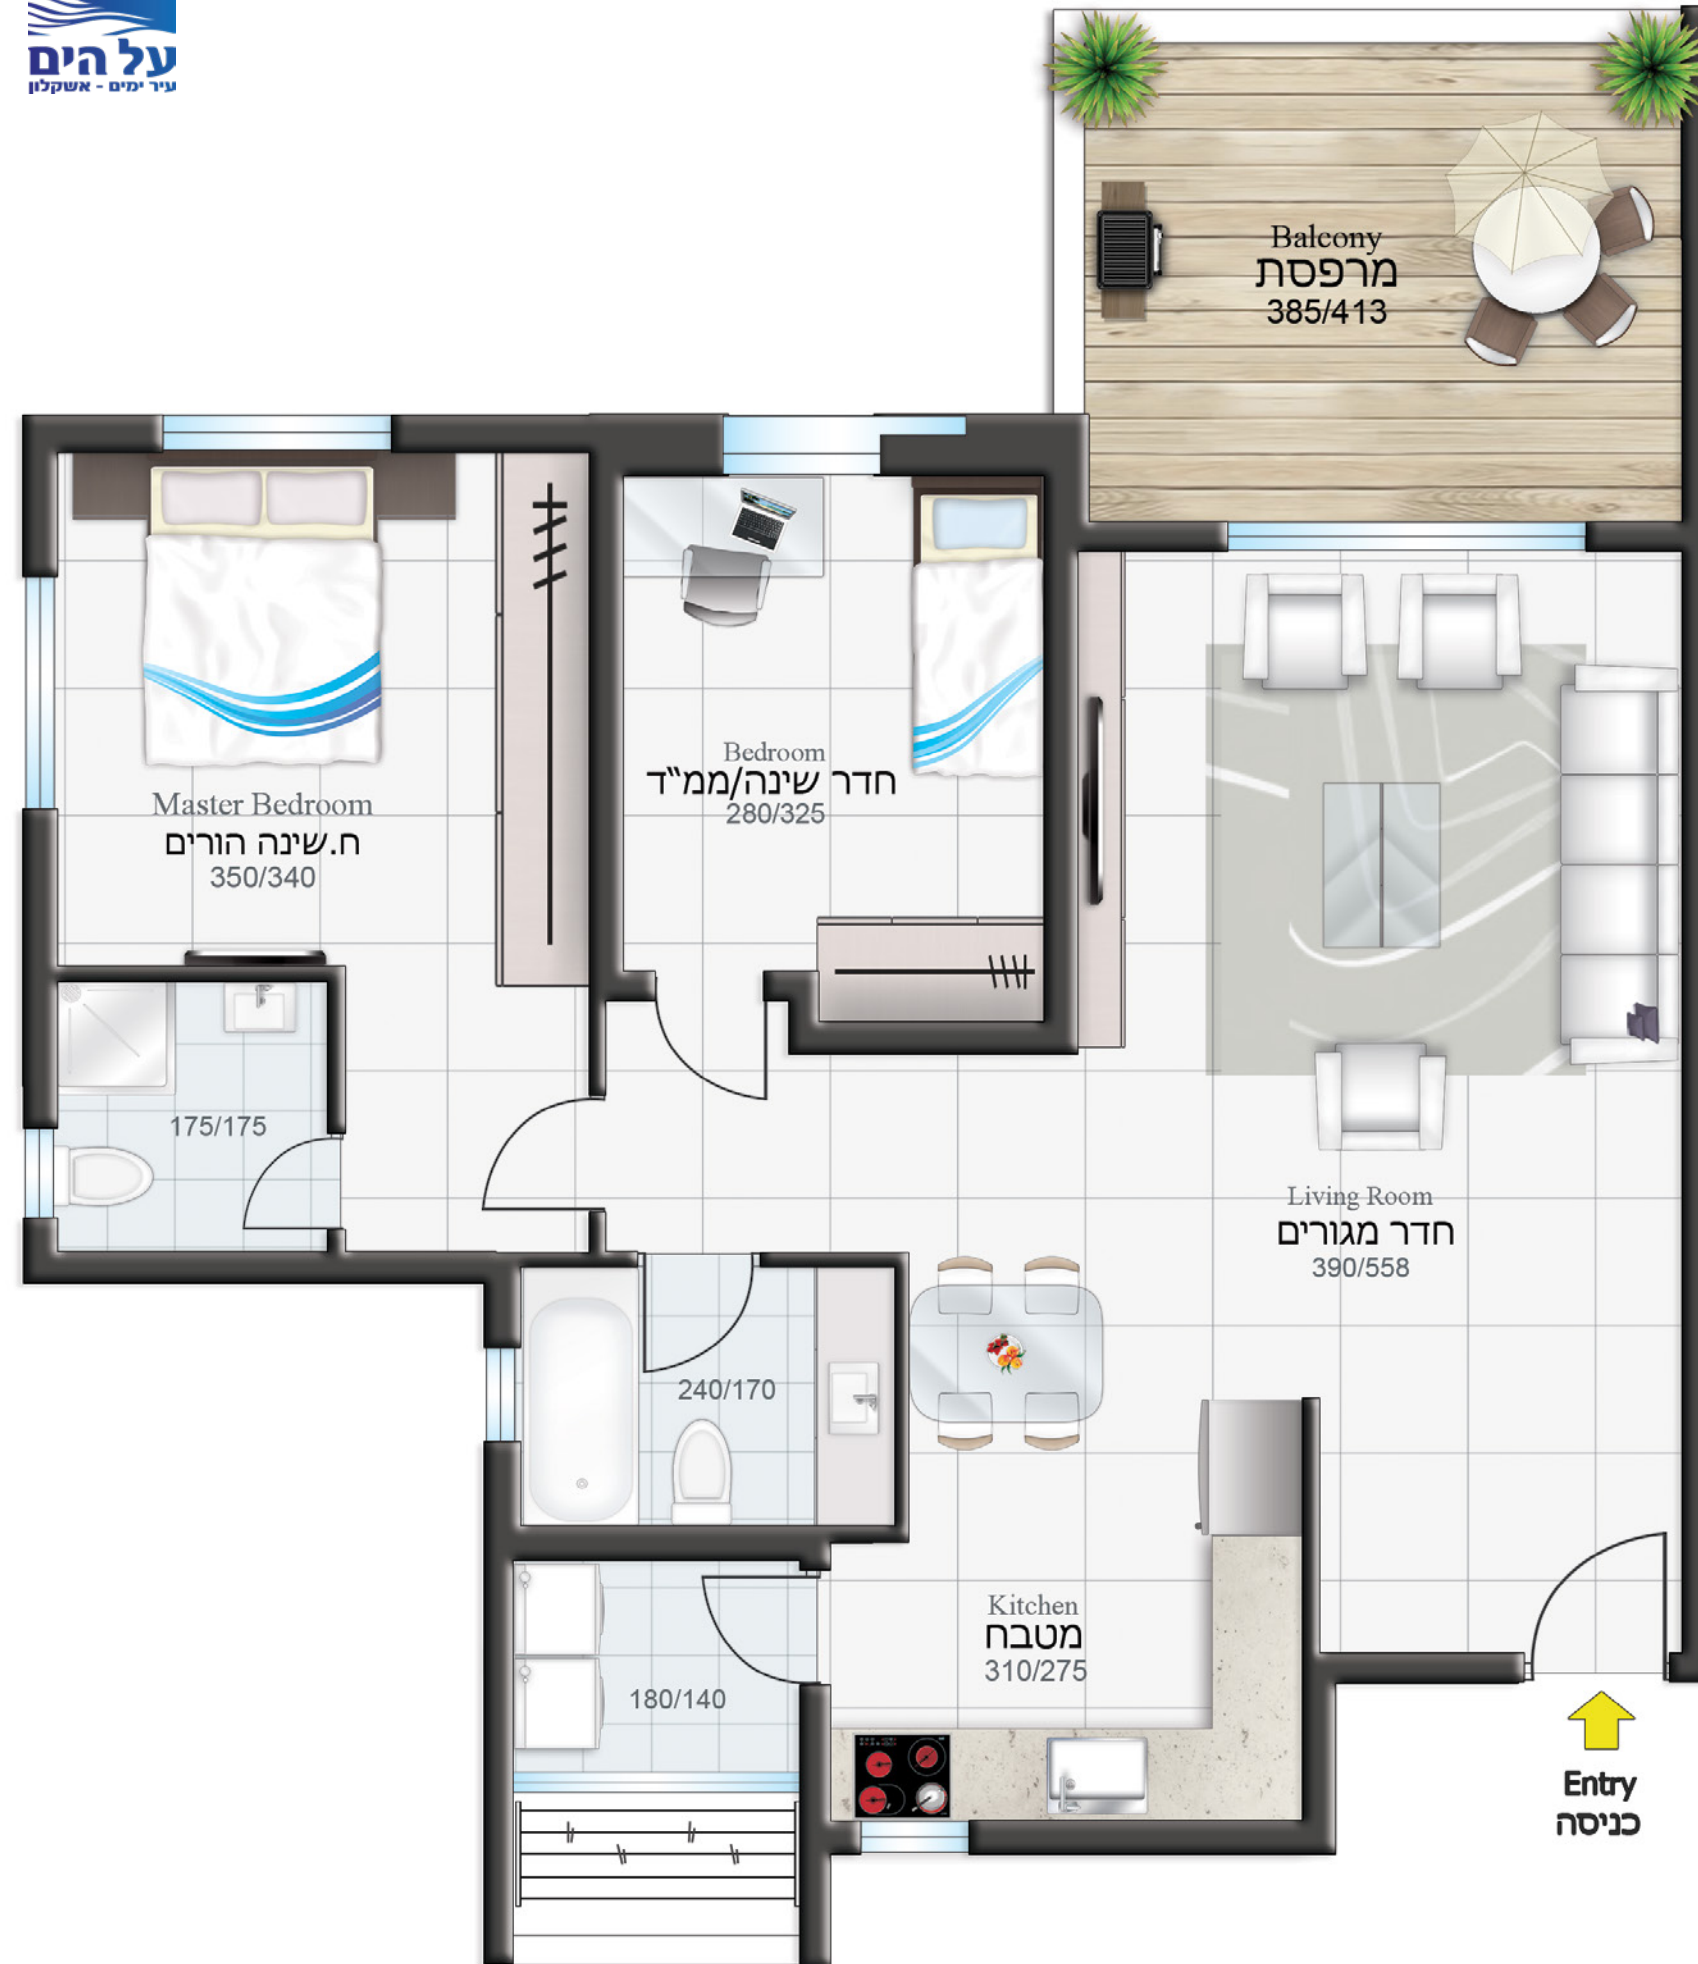 על הים
עיר ימים - אשקלון
Balcony
מרפסת
385/413
Bedroom
חדר שינה/ממ"ד
280/325
Master Bedroom
ח.שינה הורים
350/340
175/175
Living Room
חדר מגורים
390/558
240/170
Kitchen
מטבח
310/275
180/140
Entry
כניסה